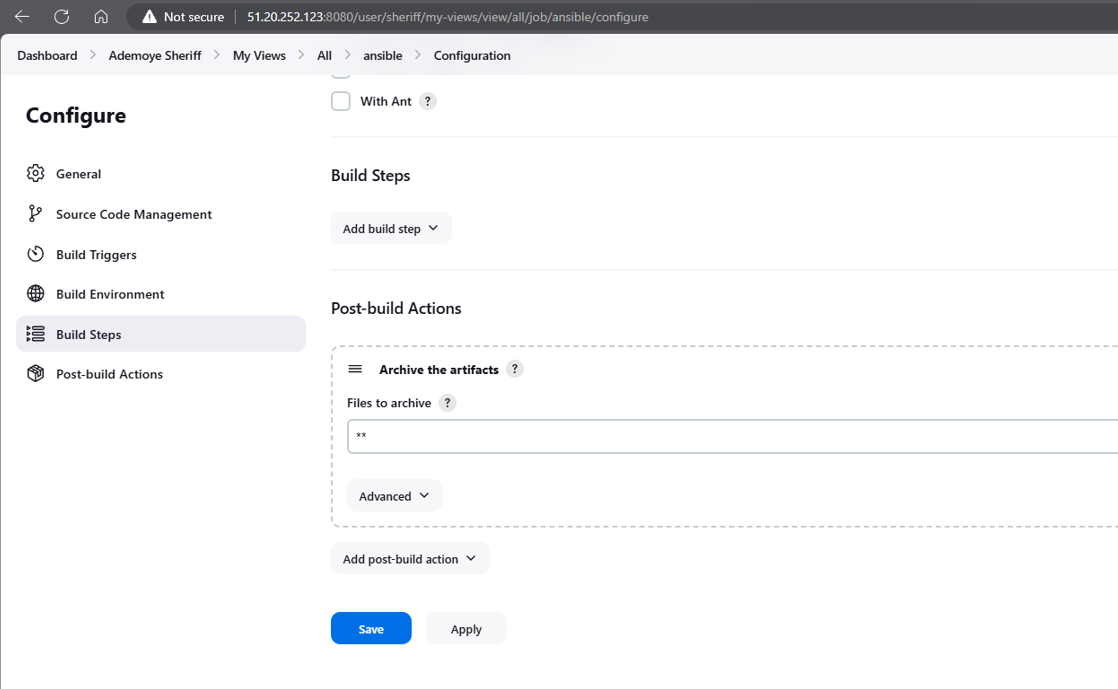 Not secure 51.20.252.123:8080/user/sheriff/my-views/view/all/job/ansible/configure
Dashboard > Ademoye Sheriff > My Views > All > ansible > Configuration
Configure
General
Source Code Management
Build Triggers
Build Environment
Build Steps
Post-build Actions
With Ant ?
Build Steps
Add build step
Post-build Actions
Archive the artifacts ?
Files to archive ?
**
Advanced
Add post-build action
Save Apply